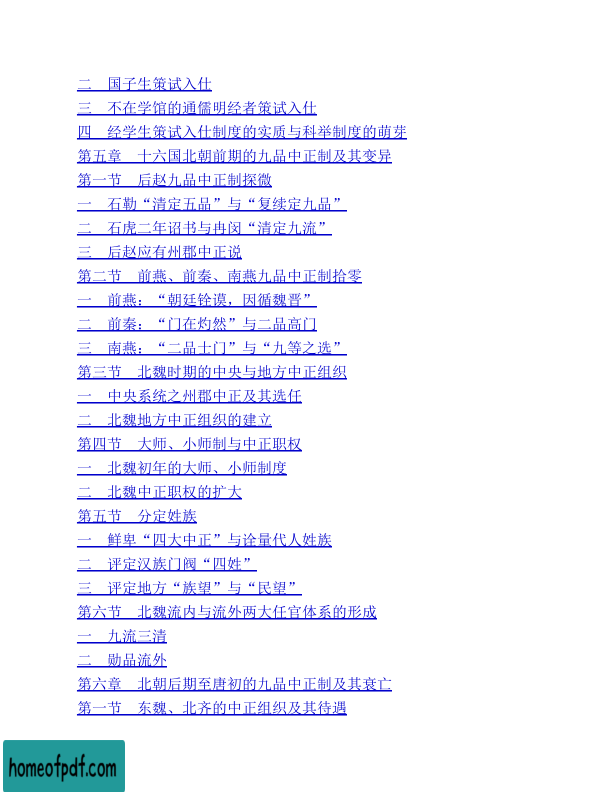 二　国子生策试入仕
三　不在学馆的通儒明经者策试入仕
四　经学生策试入仕制度的实质与科举制度的萌芽
第五章　十六国北朝前期的九品中正制及其变异
第一节　后赵九品中正制探微
一　石勒“清定五品”与“复续定九品”
二　石虎二年诏书与冉闵“清定九流”
三　后赵应有州郡中正说
第二节　前燕、前秦、南燕九品中正制拾零
一　前燕：“朝廷铨谟，因循魏晋”
二　前秦：“门在灼然”与二品高门
三　南燕：“二品士门”与“九等之选”
第三节　北魏时期的中央与地方中正组织
一　中央系统之州郡中正及其选任
二　北魏地方中正组织的建立
第四节　大师、小师制与中正职权
一　北魏初年的大师、小师制度
二　北魏中正职权的扩大
第五节　分定姓族
一　鲜卑“四大中正”与诠量代人姓族
二　评定汉族门阀“四姓”
三　评定地方“族望”与“民望”
第六节　北魏流内与流外两大任官体系的形成
一　九流三清
二　勋品流外
第六章　北朝后期至唐初的九品中正制及其衰亡
第一节　东魏、北齐的中正组织及其待遇
homeofpdf.com